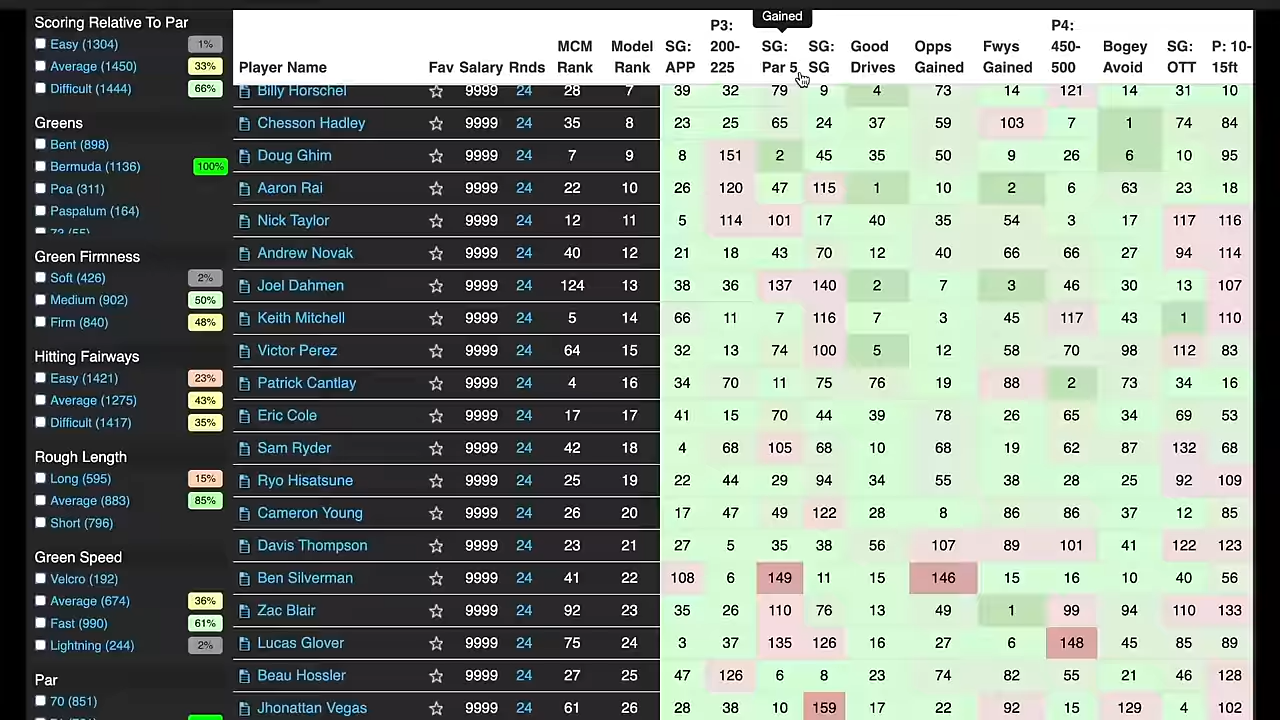 Scoring Relative To Par
Easy (1304) 1%
Average (1450) 33%
Difficult (1444) 66%
Greens
Bent (898)
Bermuda (1136) 100%
Poa (311)
Paspalum (164)
Green Firmness
Soft (426) 2%
Medium (902) 50%
Firm (840) 48%
Hitting Fairways
Easy (1421) 23%
Average (1275) 43%
Difficult (1417) 35%
Rough Length
Long (595) 15%
Average (883) 85%
Short (796)
Green Speed
Velcro (192)
Average (674) 36%
Fast (990) 61%
Lightning (244) 2%
Par
70 (851)
Gained
Player Name Fav Salary Rnds MCM Rank Model Rank SG: APP P3: 200-225 SG: Par 5 SG: SG Good Drives Opps Gained Fwys Gained P4: 450-500 Bogey Avoid SG: OTT P: 10-15ft
Billy Horschel 9999 24 28 7 39 32 79 9 4 73 14 121 14 31 10
Chesson Hadley 9999 24 35 8 23 25 65 24 37 59 103 7 1 74 84
Doug Ghim 9999 24 7 9 8 151 2 45 35 50 9 26 6 10 95
Aaron Rai 9999 24 22 10 26 120 47 115 1 10 2 6 63 23 18
Nick Taylor 9999 24 12 11 5 114 101 17 40 35 54 3 17 117 116
Andrew Novak 9999 24 40 12 21 18 43 70 12 40 66 66 27 94 114
Joel Dahmen 9999 24 124 13 38 36 137 140 2 7 3 46 30 13 107
Keith Mitchell 9999 24 5 14 66 11 7 116 7 3 45 117 43 1 110
Victor Perez 9999 24 64 15 32 13 74 100 5 12 58 70 98 112 83
Patrick Cantlay 9999 24 4 16 34 70 11 75 76 19 88 2 73 34 16
Eric Cole 9999 24 17 17 41 15 70 44 39 78 26 65 34 69 53
Sam Ryder 9999 24 42 18 4 68 105 68 10 68 19 62 87 132 68
Ryo Hisatsune 9999 24 25 19 22 44 29 94 34 55 38 28 25 92 109
Cameron Young 9999 24 26 20 17 47 49 122 28 8 86 86 37 12 85
Davis Thompson 9999 24 23 21 27 5 35 38 56 107 89 101 41 122 123
Ben Silverman 9999 24 41 22 108 6 149 11 15 146 15 16 10 40 56
Zac Blair 9999 24 92 23 35 26 110 76 13 49 1 99 94 110 133
Lucas Glover 9999 24 75 24 3 37 135 126 16 27 6 148 45 85 89
Beau Hossler 9999 24 27 25 47 126 6 8 23 74 82 55 21 46 128
Jhonattan Vegas 9999 24 61 26 28 38 10 159 17 22 92 15 129 4 102